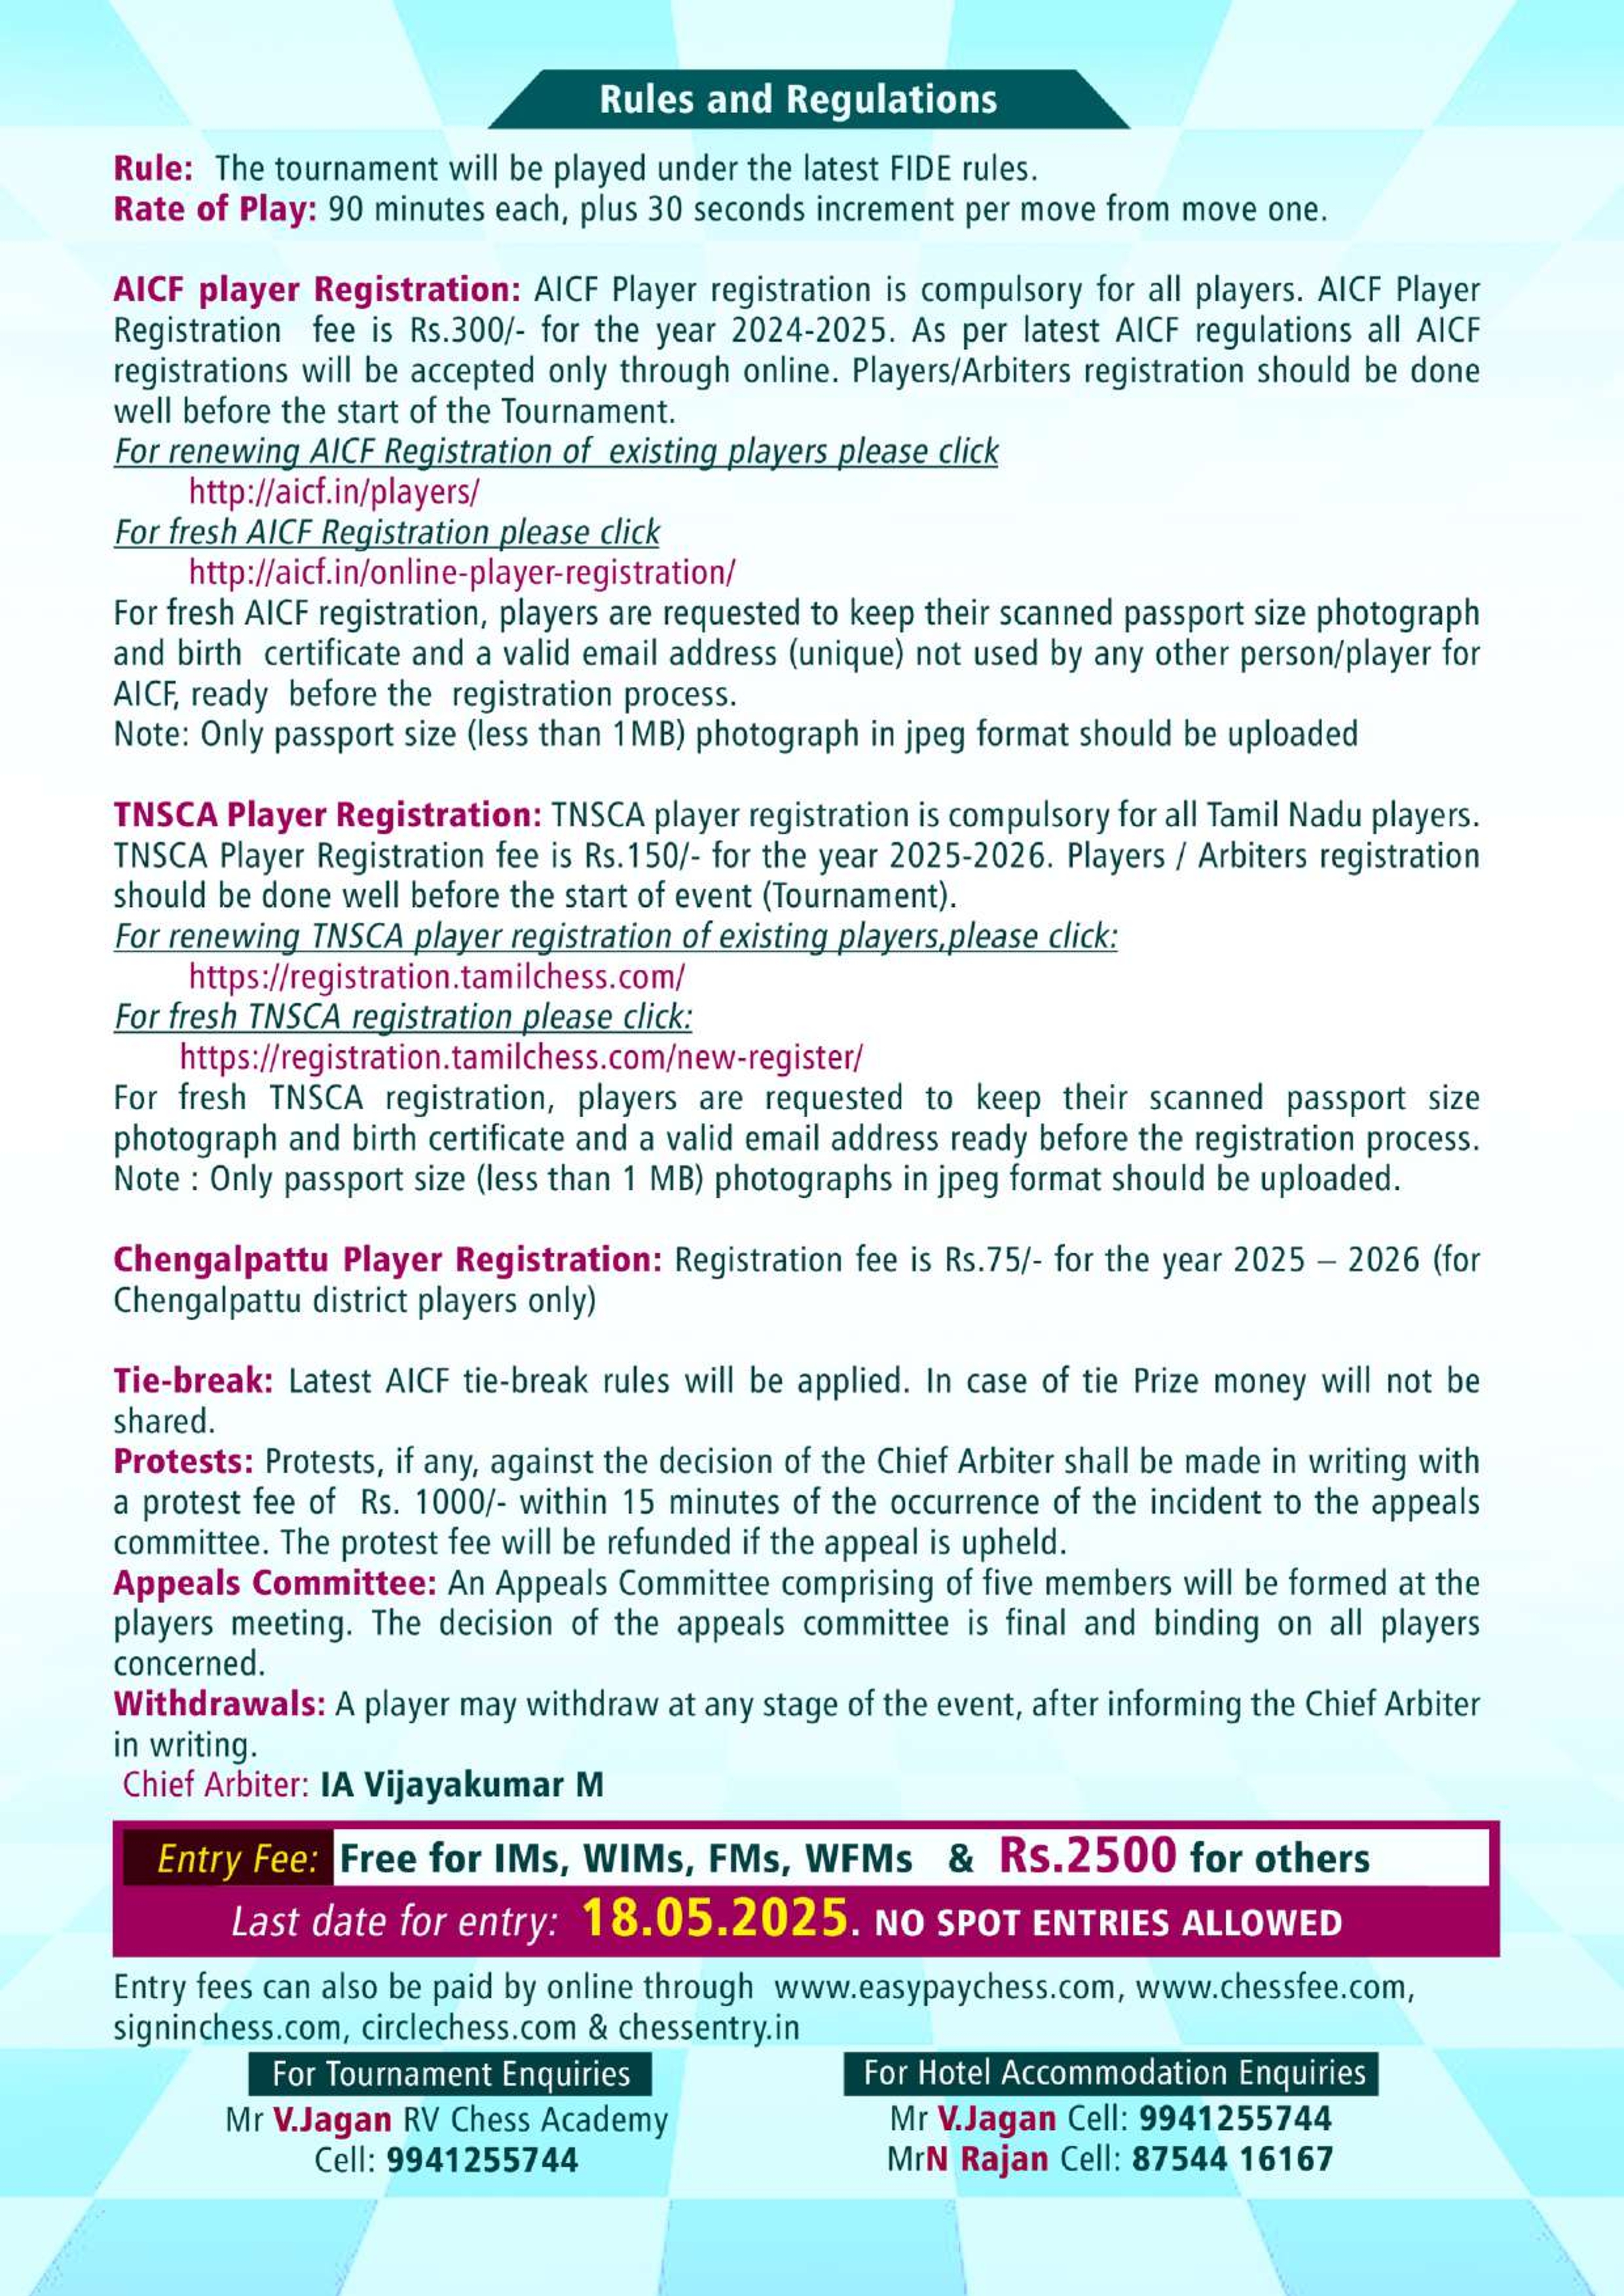 Rules and Regulations
Rule: The tournament will be played under the latest FIDE rules.
Rate of Play: 90 minutes each, plus 30 seconds increment per move from move one.
AICF player Registration: AICF Player registration is compulsory for all players. AICF Player
Registration fee is Rs.300/- for the year 2024-2025. As per latest AICF regulations all AICF
registrations will be accepted only through online. Players/Arbiters registration should be done
well before the start of the Tournament.
For renewing AICF Registration of existing players please click
http://aicf.in/players/
For fresh AICF Registration please click
http://aicf.in/online-player-registration/
For fresh AICF registration, players are requested to keep their scanned passport size photograph
and birth certificate and a valid email address (unique) not used by any other person/player for
AICF, ready before the registration process.
Note: Only passport size (less than 1MB) photograph in jpeg format should be uploaded
TNSCA Player Registration: TNSCA player registration is compulsory for all Tamil Nadu players.
TNSCA Player Registration fee is Rs.150/- for the year 2025-2026. Players / Arbiters registration
should be done well before the start of event (Tournament).
For renewing TNSCA player registration of existing players,please click:
https://registration.tamilchess.com/
For fresh TNSCA registration please click:
https://registration.tamilchess.com/new-register/
For fresh TNSCA registration, players are requested to keep their scanned passport size
photograph and birth certificate and a valid email address ready before the registration process.
Note : Only passport size (less than 1 MB) photographs in jpeg format should be uploaded.
Chengalpattu Player Registration: Registration fee is Rs.75/- for the year 2025 – 2026 (for
Chengalpattu district players only)
Tie-break: Latest AICF tie-break rules will be applied. In case of tie Prize money will not be
shared.
Protests: Protests, if any, against the decision of the Chief Arbiter shall be made in writing with
a protest fee of Rs. 1000/- within 15 minutes of the occurrence of the incident to the appeals
committee. The protest fee will be refunded if the appeal is upheld.
Appeals Committee: An Appeals Committee comprising of five members will be formed at the
players meeting. The decision of the appeals committee is final and binding on all players
concerned.
Withdrawals: A player may withdraw at any stage of the event, after informing the Chief Arbiter
in writing.
Chief Arbiter: IA Vijayakumar M
Entry Fee: Free for IMs, WIMs, FMs, WFMs & Rs.2500 for others
Last date for entry: 18.05.2025. NO SPOT ENTRIES ALLOWED
Entry fees can also be paid by online through www.easypaychess.com, www.chessfee.com,
signinchess.com, circlechess.com & chessentry.in
For Tournament Enquiries
Mr V.Jagan RV Chess Academy
Cell: 9941255744
For Hotel Accommodation Enquiries
Mr V.Jagan Cell: 9941255744
MrN Rajan Cell: 87544 16167